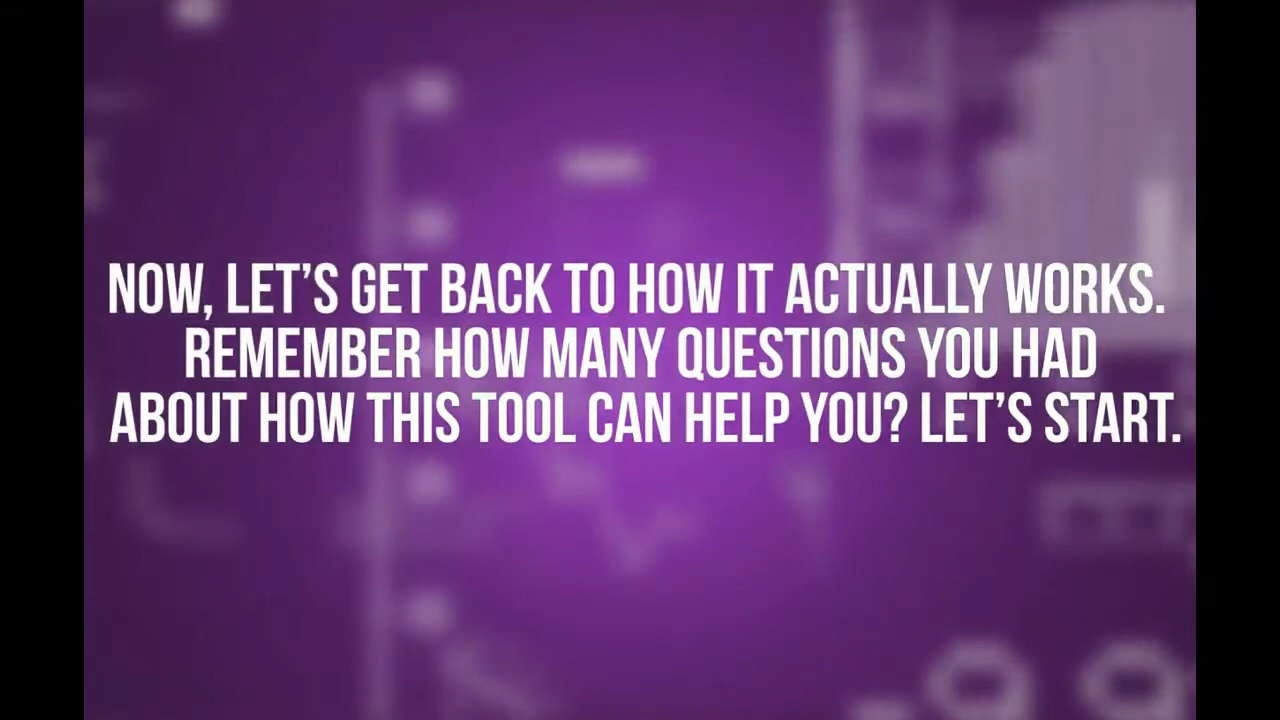 NOW, LET’S GET BACK TO HOW IT ACTUALLY WORKS.
REMEMBER HOW MANY QUESTIONS YOU HAD
ABOUT HOW THIS TOOL CAN HELP YOU? LET’S START.